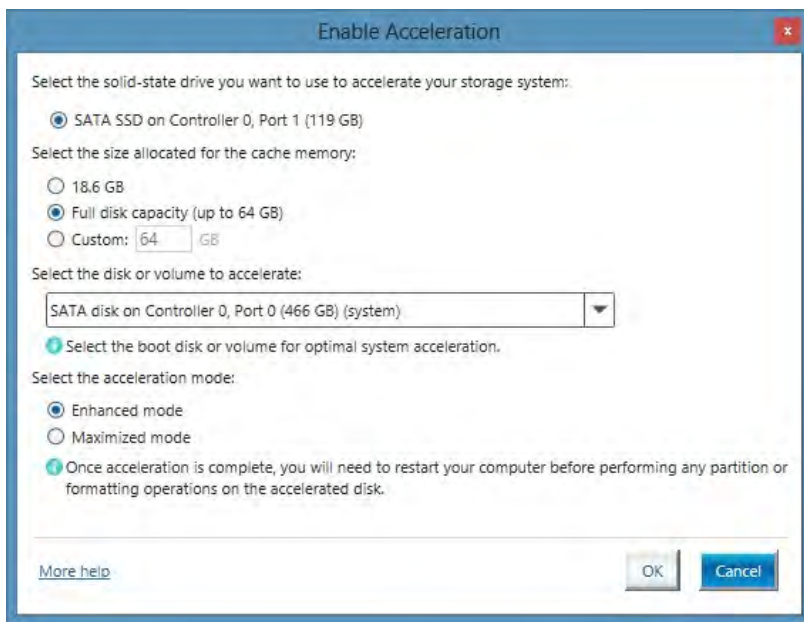 Enable Acceleration
x
Select the solid-state drive you want to use to accelerate your storage system:
SATA SSD on Controller 0, Port 1 (119 GB)
Select the size allocated for the cache memory:
18.6 GB
Full disk capacity (up to 64 GB)
Custom: 64 GB
Select the disk or volume to accelerate:
SATA disk on Controller 0, Port 0 (466 GB) (system)
Select the boot disk or volume for optimal system acceleration.
Select the acceleration mode:
Enhanced mode
Maximized mode
Once acceleration is complete, you will need to restart your computer before performing any partition or
formatting operations on the accelerated disk.
More help
OK
Cancel